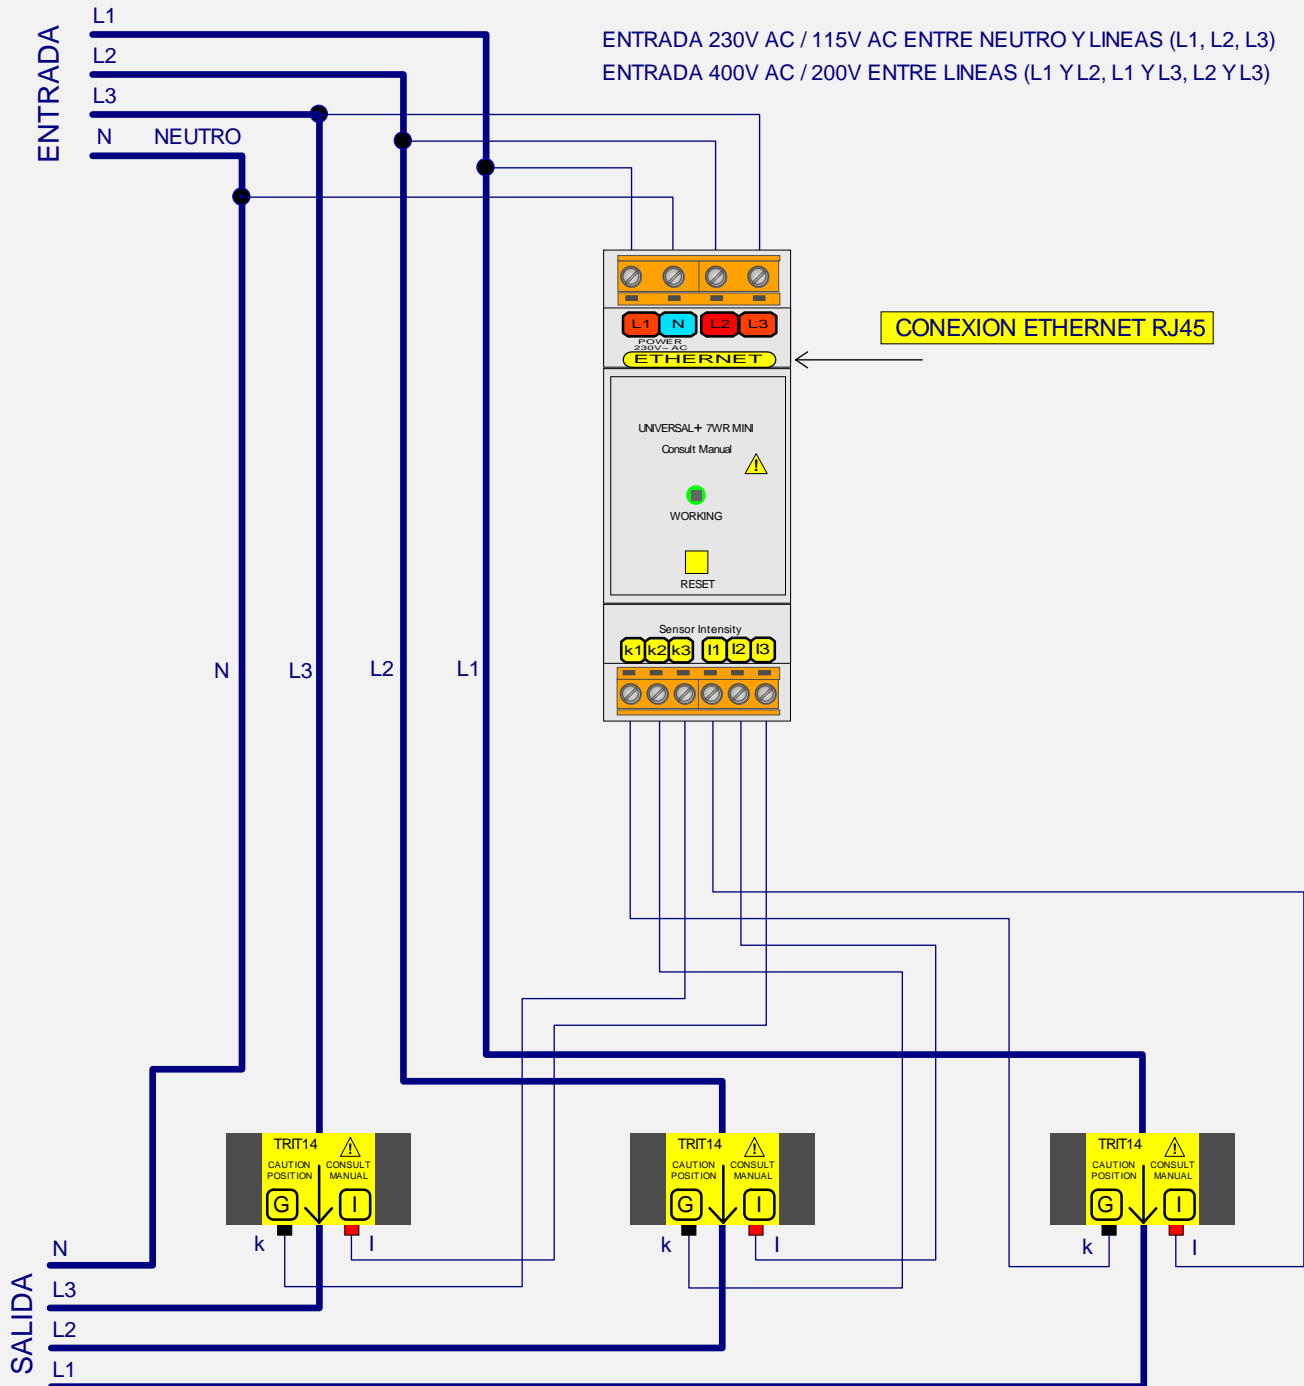 ENTRADA
L1
L2
L3
N NEUTRO
ENTRADA 230V AC / 115V AC ENTRE NEUTRO Y LINEAS (L1, L2, L3)
ENTRADA 400V AC / 200V ENTRE LINEAS (L1 Y L2, L1 Y L3, L2 Y L3)
L1 N L2 L3
POWER
230V~ AC
ETHERNET
CONEXION ETHERNET RJ45
UNIVERSAL+ 7WR MINI
Consult Manual
!
WORKING
RESET
Sensor Intensity
k1 k2 k3 l1 l2 l3
N L3 L2 L1
TRIT14 !
CAUTION POSITION
CONSULT MANUAL
G I
k l
TRIT14 !
CAUTION POSITION
CONSULT MANUAL
G I
k l
TRIT14 !
CAUTION POSITION
CONSULT MANUAL
G I
k l
SALIDA
N
L3
L2
L1